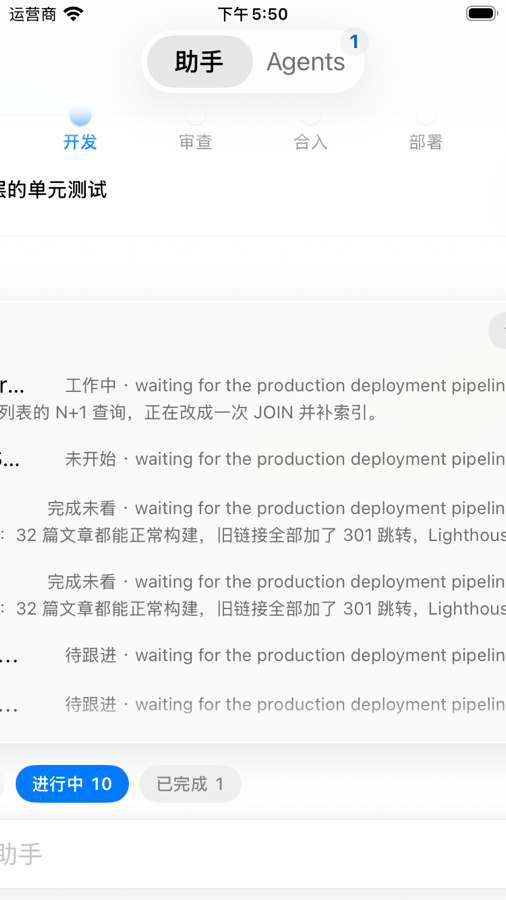 运营商
下午5:50
助手 Agents 1
开发 审查 合入 部署
层的单元测试
r... 工作中 · waiting for the production deployment pipelin
列表的 N+1 查询，正在改成一次 JOIN 并补索引。
... 未开始 · waiting for the production deployment pipelin
完成未看 · waiting for the production deployment pipelin
：32 篇文章都能正常构建，旧链接全部加了 301 跳转，Lighthous
完成未看 · waiting for the production deployment pipelin
：32 篇文章都能正常构建，旧链接全部加了 301 跳转，Lighthous
... 待跟进 · waiting for the production deployment pipelin
... 待跟进 · waiting for the production deployment pipelin
进行中 10 已完成 1
助手